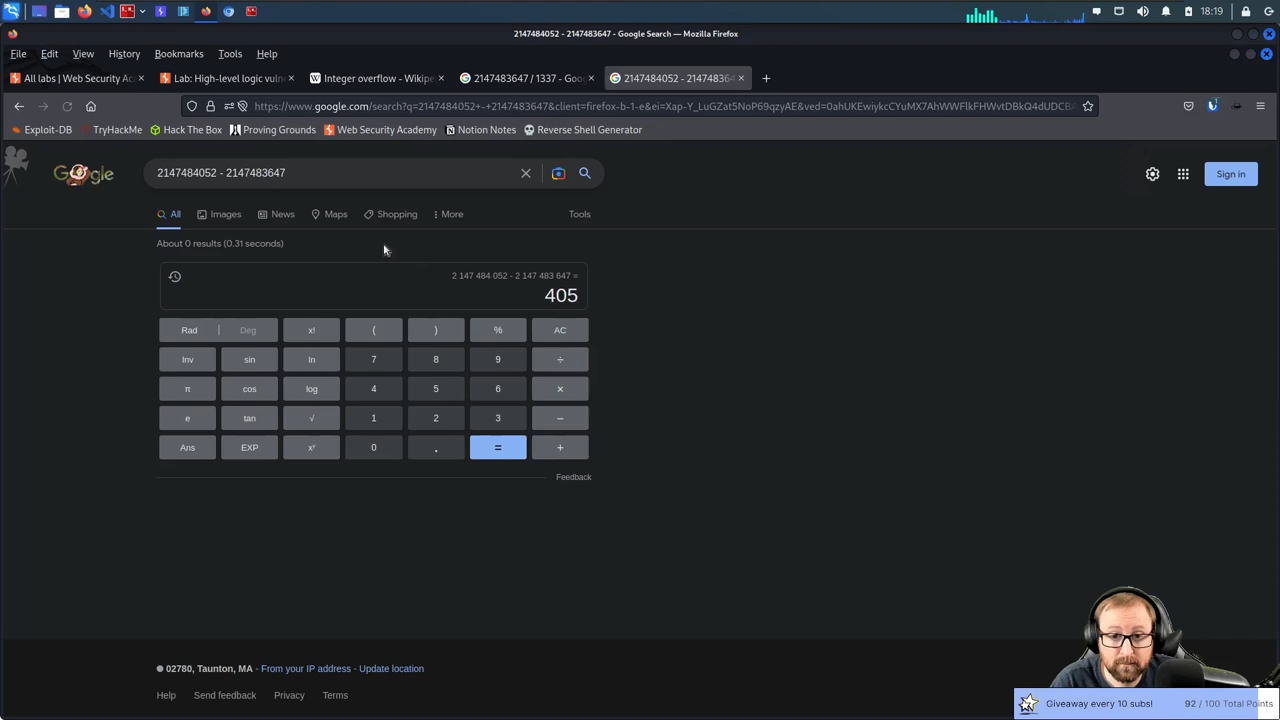 18:19
2147484052 - 2147483647 - Google Search — Mozilla Firefox
File Edit View History Bookmarks Tools Help
All labs | Web Security Ac
Lab: High-level logic vuln
Integer overflow - Wikipe
2147483647 / 1337 - Goo
2147484052 - 214748364
https://www.google.com/search?q=2147484052+-+2147483647&client=firefox-b-1-e&ei=Xap-Y_LuGZat5NoP69qzyAE&ved=0ahUKEwiykcCYuMX7AhWWFlkFHWvtDBkQ4dUDCBA
Exploit-DB TryHackMe Hack The Box Proving Grounds Web Security Academy Notion Notes Reverse Shell Generator
Google
2147484052 - 2147483647
Sign in
All Images News Maps Shopping More Tools
About 0 results (0.31 seconds)
2 147 484 052 - 2 147 483 647 =
405
Rad Deg x! ( ) % AC
Inv sin ln 7 8 9 ÷
π cos log 4 5 6 ×
e tan √ 1 2 3 −
Ans EXP xʸ 0 . = +
Feedback
02780, Taunton, MA - From your IP address - Update location
Help Send feedback Privacy Terms
Giveaway every 10 subs! 92 / 100 Total Points